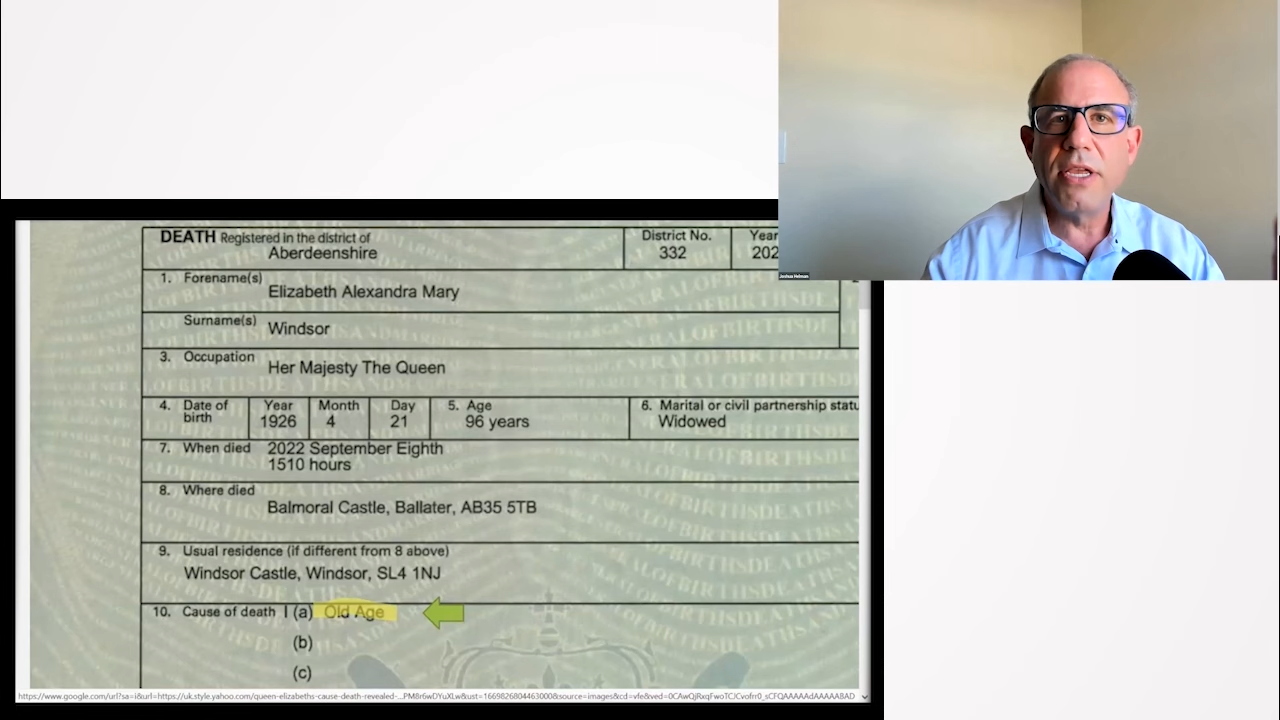 DEATH Registered in the district of
Aberdeenshire
District No.
332
Year
202
1. Forename(s)
Elizabeth Alexandra Mary
Surname(s)
Windsor
3. Occupation
Her Majesty The Queen
4. Date of birth
Year
1926
Month
4
Day
21
5. Age
96 years
6. Marital or civil partnership statu
Widowed
7. When died
2022 September Eighth
1510 hours
8. Where died
Balmoral Castle, Ballater, AB35 5TB
9. Usual residence (if different from 8 above)
Windsor Castle, Windsor, SL4 1NJ
10. Cause of death I (a) Old Age
(b)
(c)
Joshua Helman